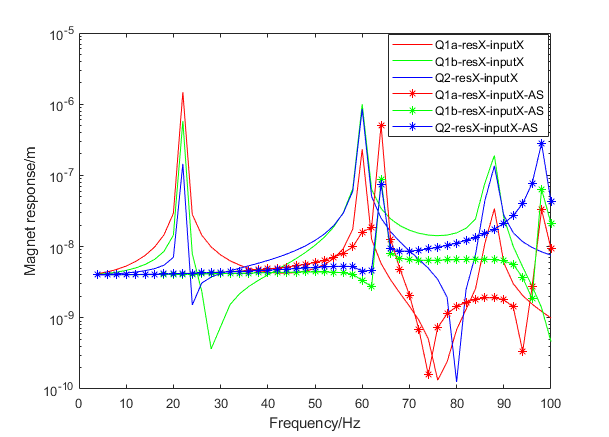 10^-5
10^-6
10^-7
10^-8
10^-9
10^-10
Magnet response/m
0 10 20 30 40 50 60 70 80 90 100
Frequency/Hz
Q1a-resX-inputX
Q1b-resX-inputX
Q2-resX-inputX
Q1a-resX-inputX-AS
Q1b-resX-inputX-AS
Q2-resX-inputX-AS